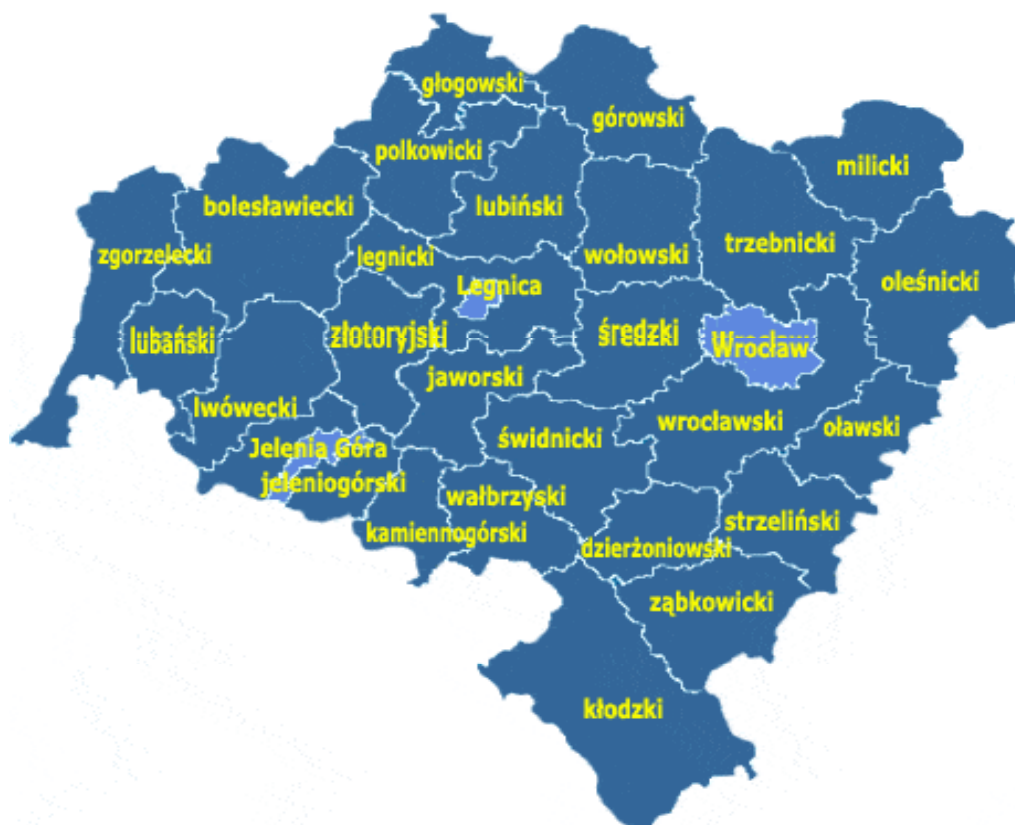 głogowski
górowski
polkowicki
milicki
bolesławiecki
lubiński
trzebnicki
zgorzelecki
legnicki
wołowski
oleśnicki
Legnica
lubański
złotoryjski
średzki
Wrocław
jaworski
lwówecki
wrocławski
oławski
świdnicki
Jelenia Góra
jeleniogórski
wałbrzyski
strzeliński
kamiennogórski
dzierżoniowski
ząbkowicki
kłodzki